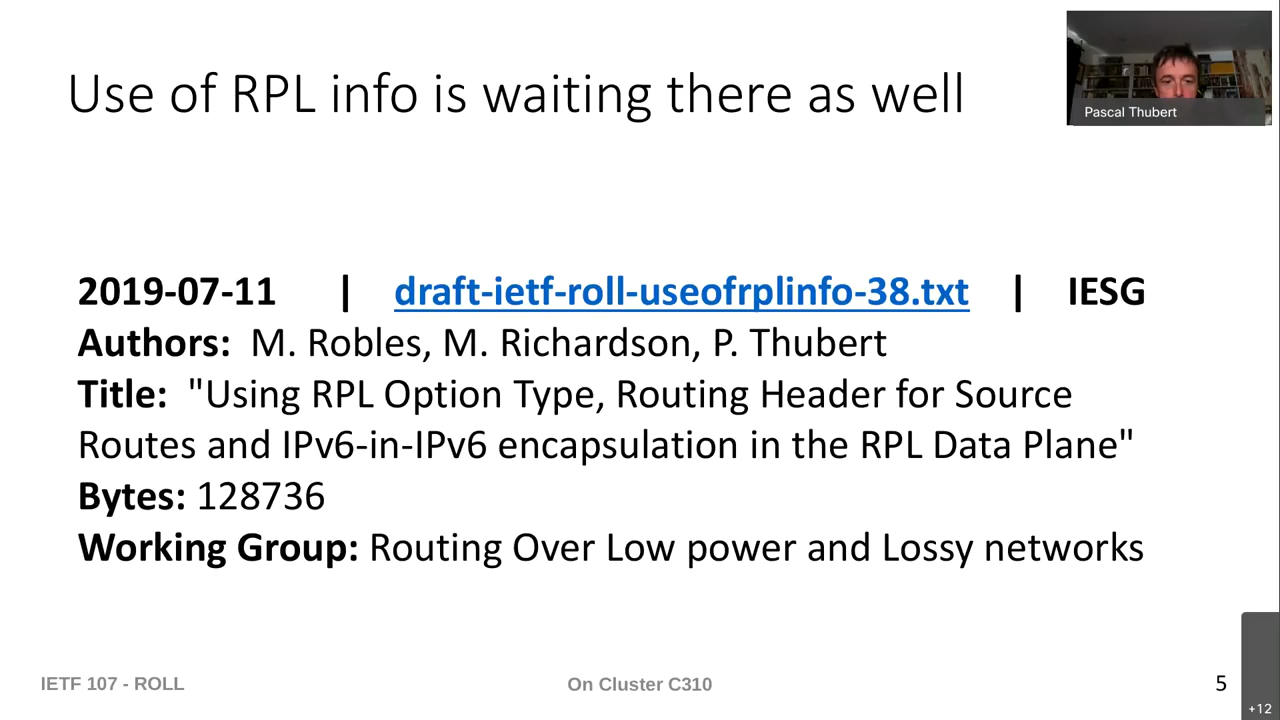 Use of RPL info is waiting there as well
Pascal Thubert
2019-07-11 | draft-ietf-roll-useofrplinfo-38.txt | IESG
Authors: M. Robles, M. Richardson, P. Thubert
Title: "Using RPL Option Type, Routing Header for Source
Routes and IPv6-in-IPv6 encapsulation in the RPL Data Plane"
Bytes: 128736
Working Group: Routing Over Low power and Lossy networks
IETF 107 - ROLL
On Cluster C310
5
+12